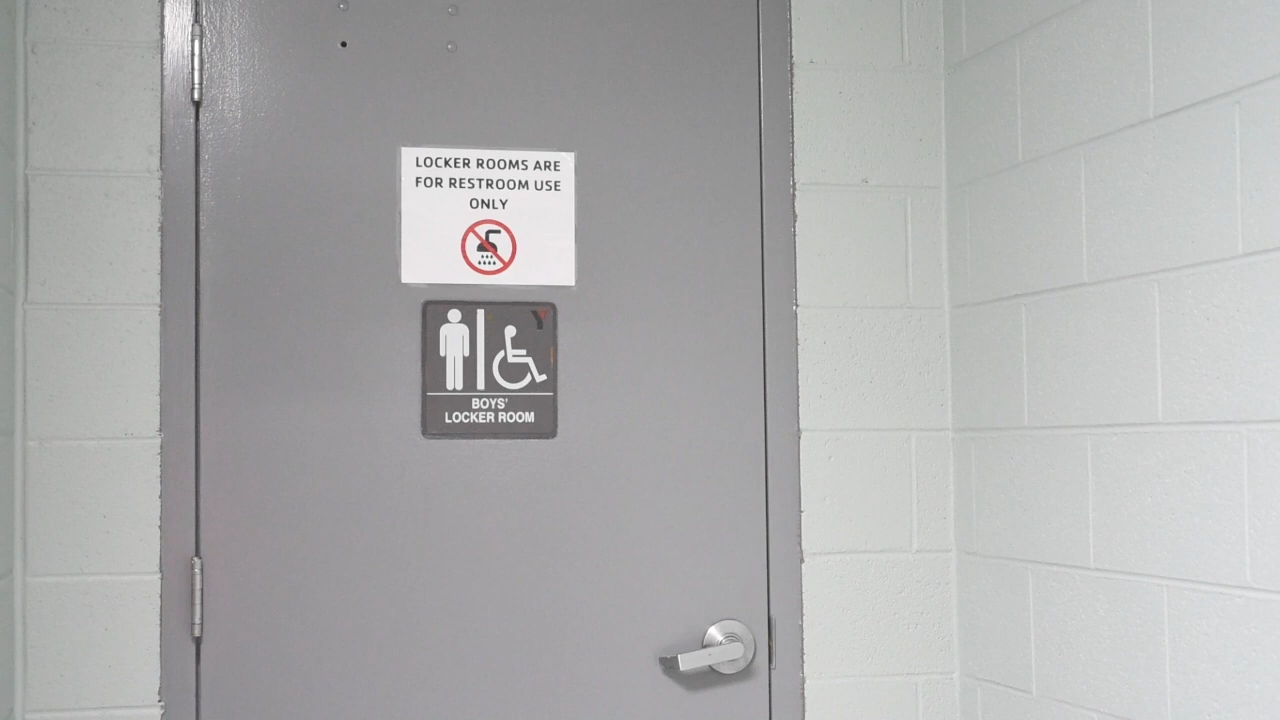 LOCKER ROOMS ARE
FOR RESTROOM USE
ONLY
Y
BOYS'
LOCKER ROOM